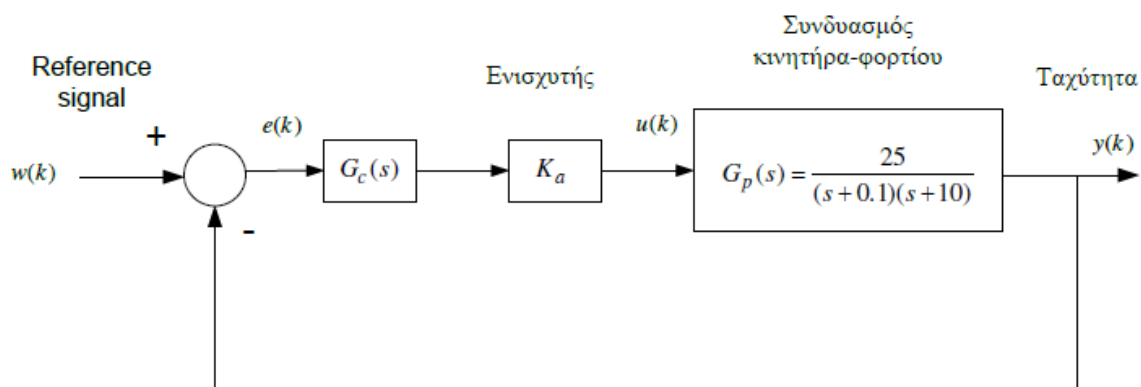 Συνδυασμός
κινητήρα-φορτίου
Reference
signal
Ενισχυτής
Ταχύτητα
+
e(k)
u(k)
y(k)
w(k)
G_c(s)
K_a
G_p(s) = 25 / (s+0.1)(s+10)
-